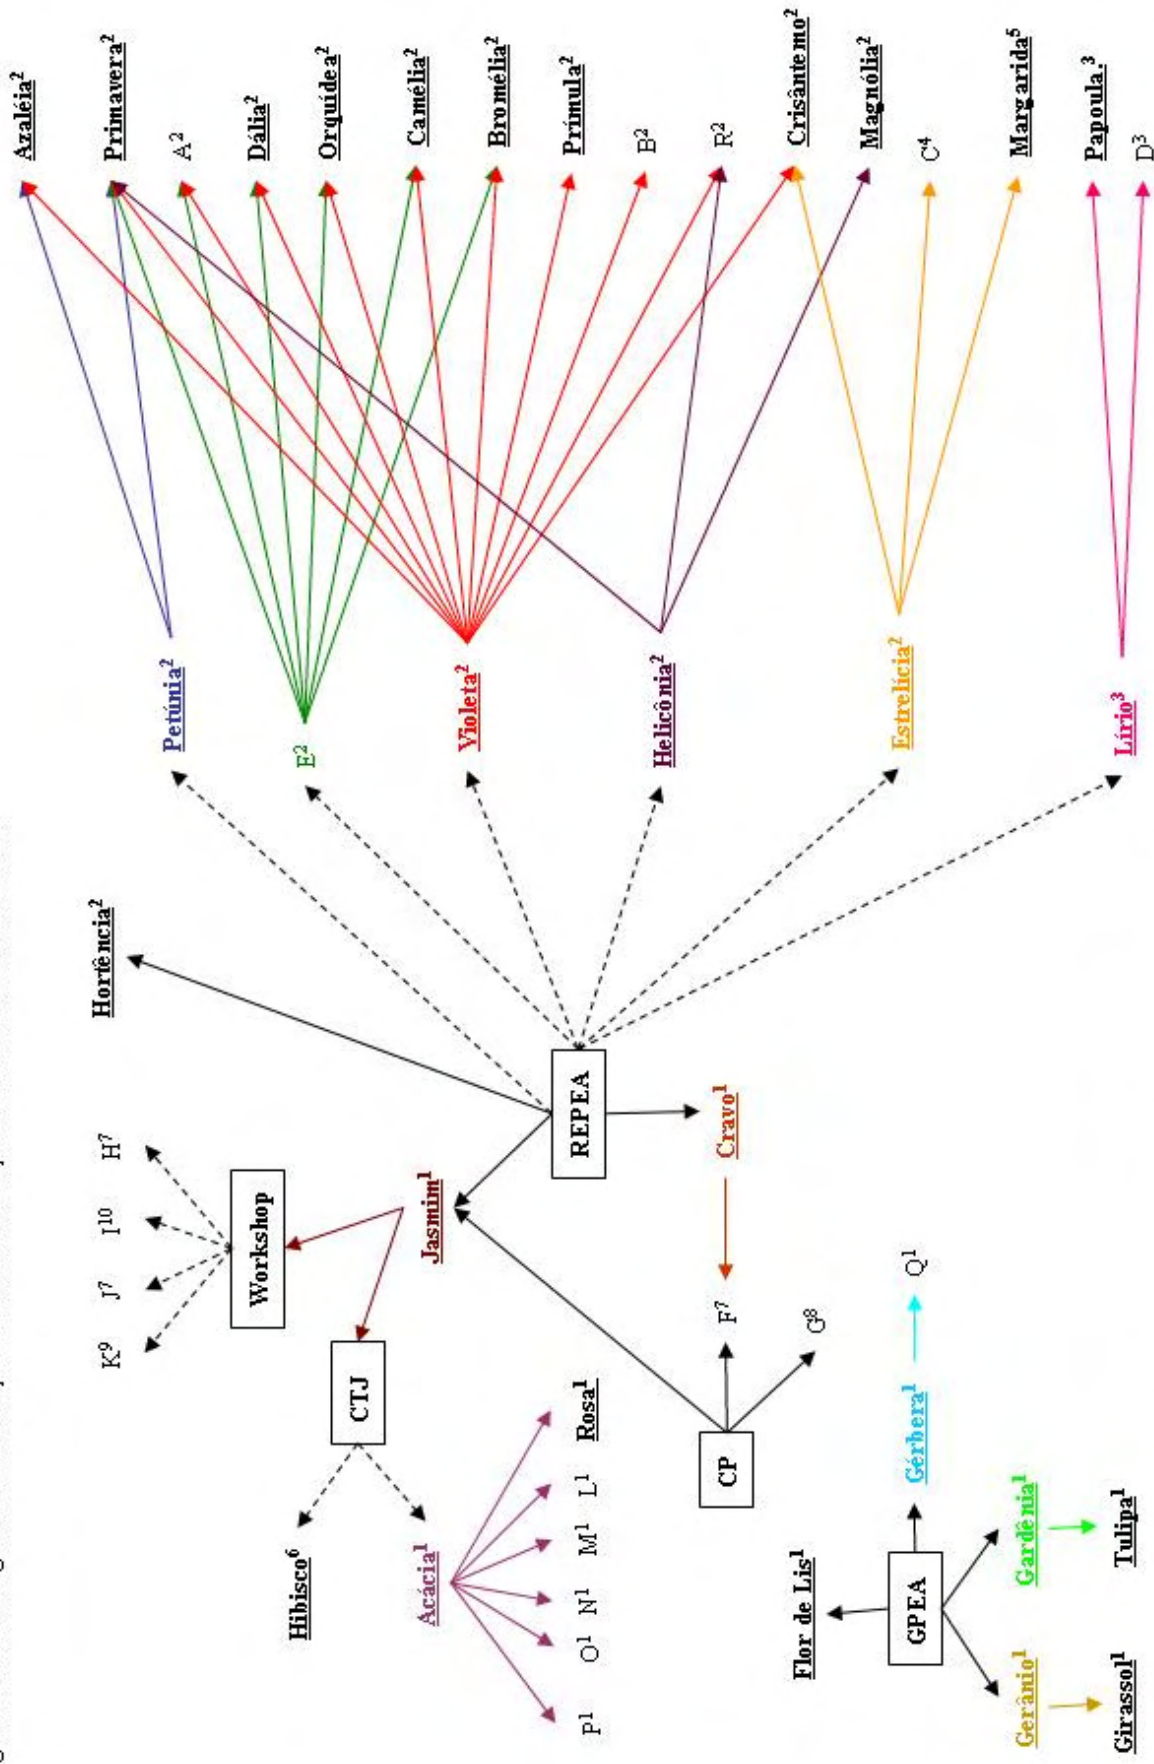 Azaléia²
K⁹ J⁷ I¹⁰ H⁷ Hortência² Primavera²
Petúnia² A²
Workshop Dália²
Hibisco⁶ E² Orquídea²
CTJ
Acácia¹ Jasmim¹ Camélia²
Violeta² Bromélia²
REPEA Prímula²
P¹ O¹ N¹ M¹ L¹ Rosa¹
B²
Helicônia²
CP F⁷ Cravo¹ R²
Flor de Lis¹ G⁸ Crisântemo²
Magnólia²
GPEA Gérbera¹ Q¹ Estrelícia² C⁴
Gerânio¹ Gardênia¹ Margarida⁵
Papoula.³
Girassol¹ Tulipa¹ Lírio³
D³